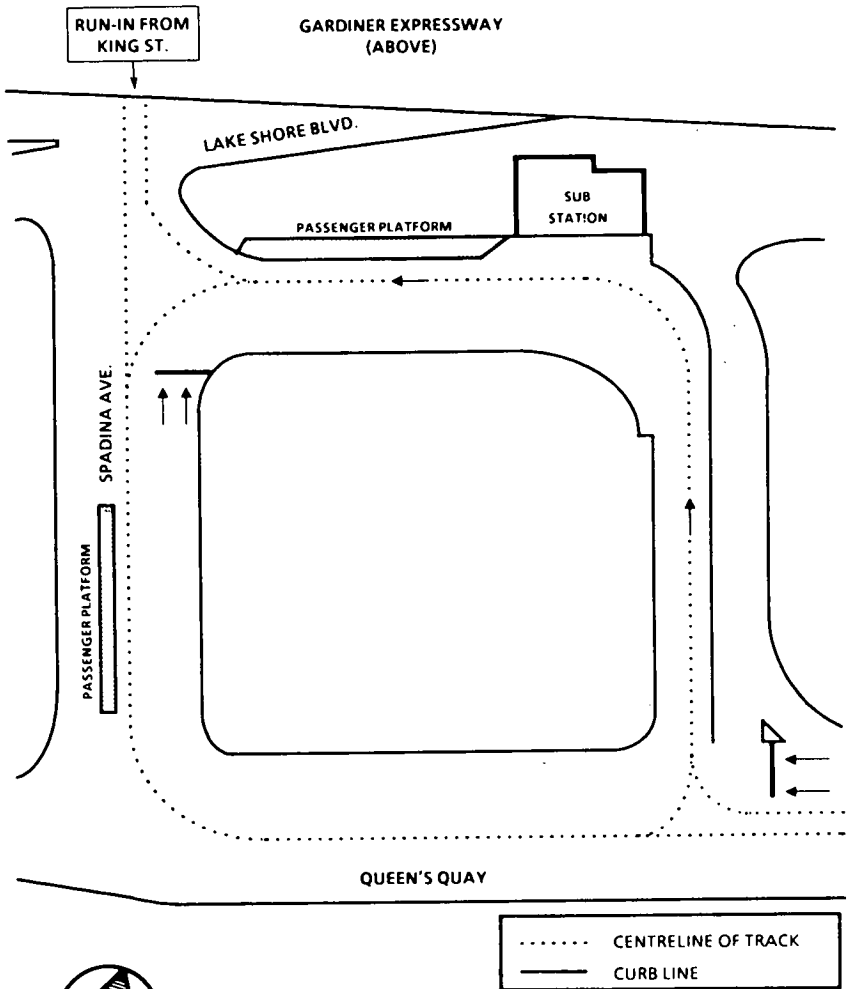 RUN-IN FROM
KING ST.
GARDINER EXPRESSWAY
(ABOVE)
LAKE SHORE BLVD.
SUB
STATION
PASSENGER PLATFORM
SPADINA AVE.
PASSENGER PLATFORM
QUEEN'S QUAY
CENTRELINE OF TRACK
CURB LINE